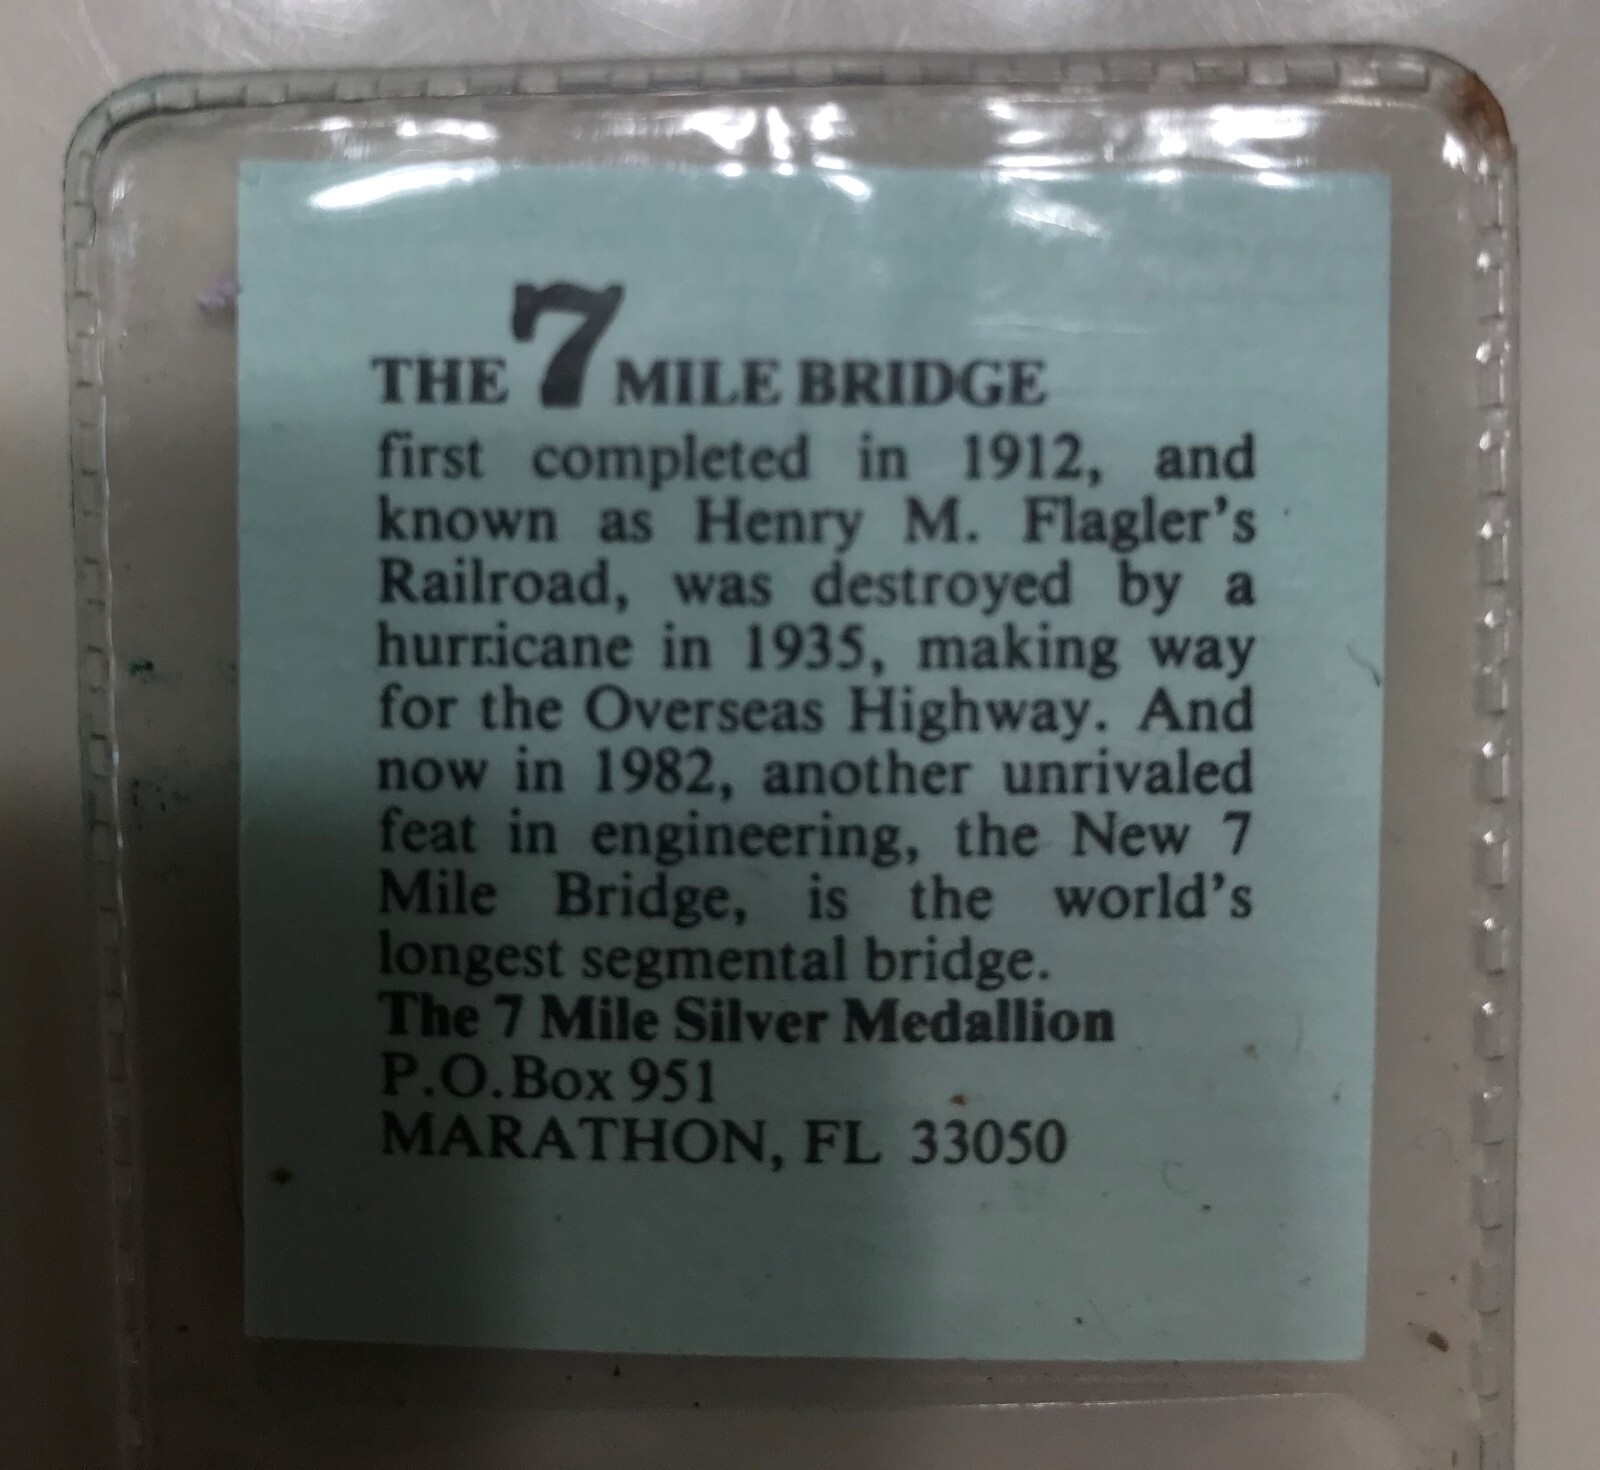 THE 7 MILE BRIDGE
first completed in 1912, and
known as Henry M. Flagler's
Railroad, was destroyed by a
hurricane in 1935, making way
for the Overseas Highway. And
now in 1982, another unrivaled
feat in engineering, the New 7
Mile Bridge, is the world's
longest segmental bridge.
The 7 Mile Silver Medallion
P.O.Box 951
MARATHON, FL 33050